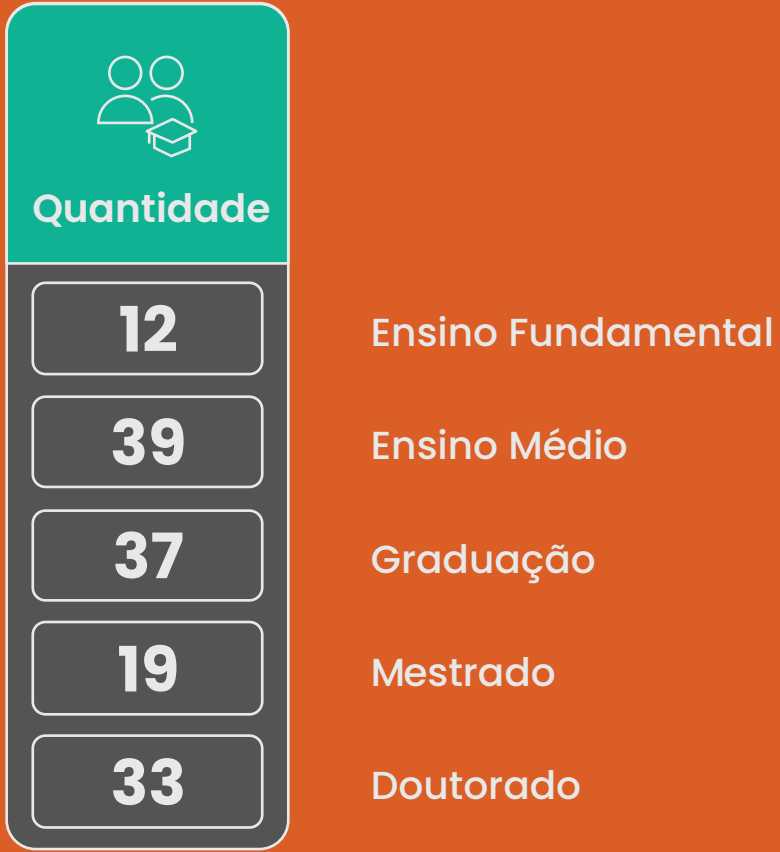 Quantidade
12 Ensino Fundamental
39 Ensino Médio
37 Graduação
19 Mestrado
33 Doutorado